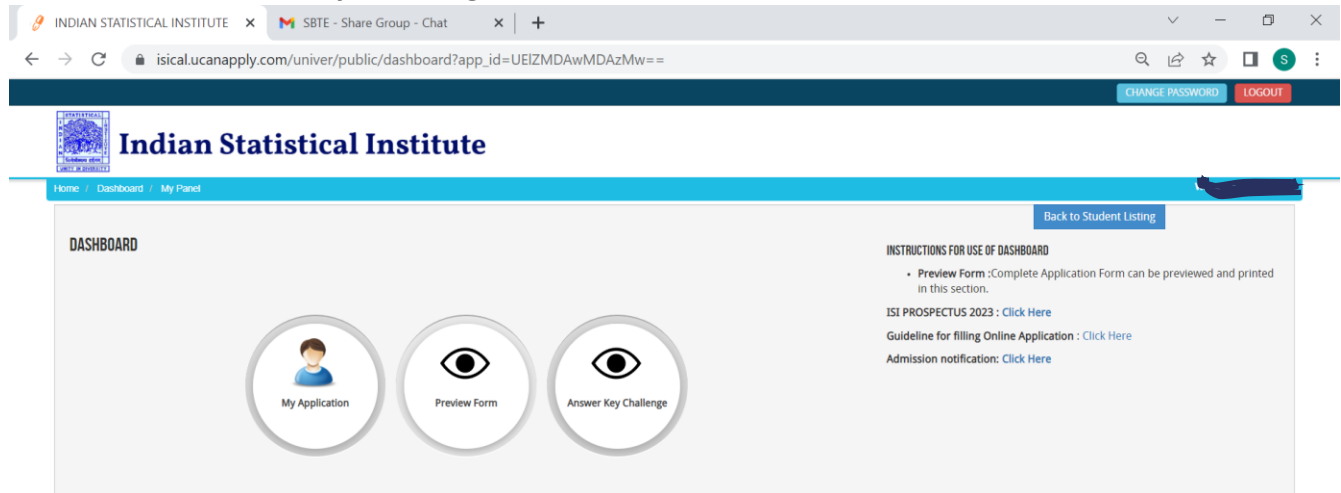 INDIAN STATISTICAL INSTITUTE
SBTE - Share Group - Chat
isical.ucanapply.com/univer/public/dashboard?app_id=UElZMDAwMDAzMw==
S
CHANGE PASSWORD
LOGOUT
Indian Statistical Institute
Home / Dashboard / My Panel
Back to Student Listing
DASHBOARD
INSTRUCTIONS FOR USE OF DASHBOARD
• Preview Form :Complete Application Form can be previewed and printed
in this section.
ISI PROSPECTUS 2023 : Click Here
Guideline for filling Online Application : Click Here
Admission notification: Click Here
My Application
Preview Form
Answer Key Challenge